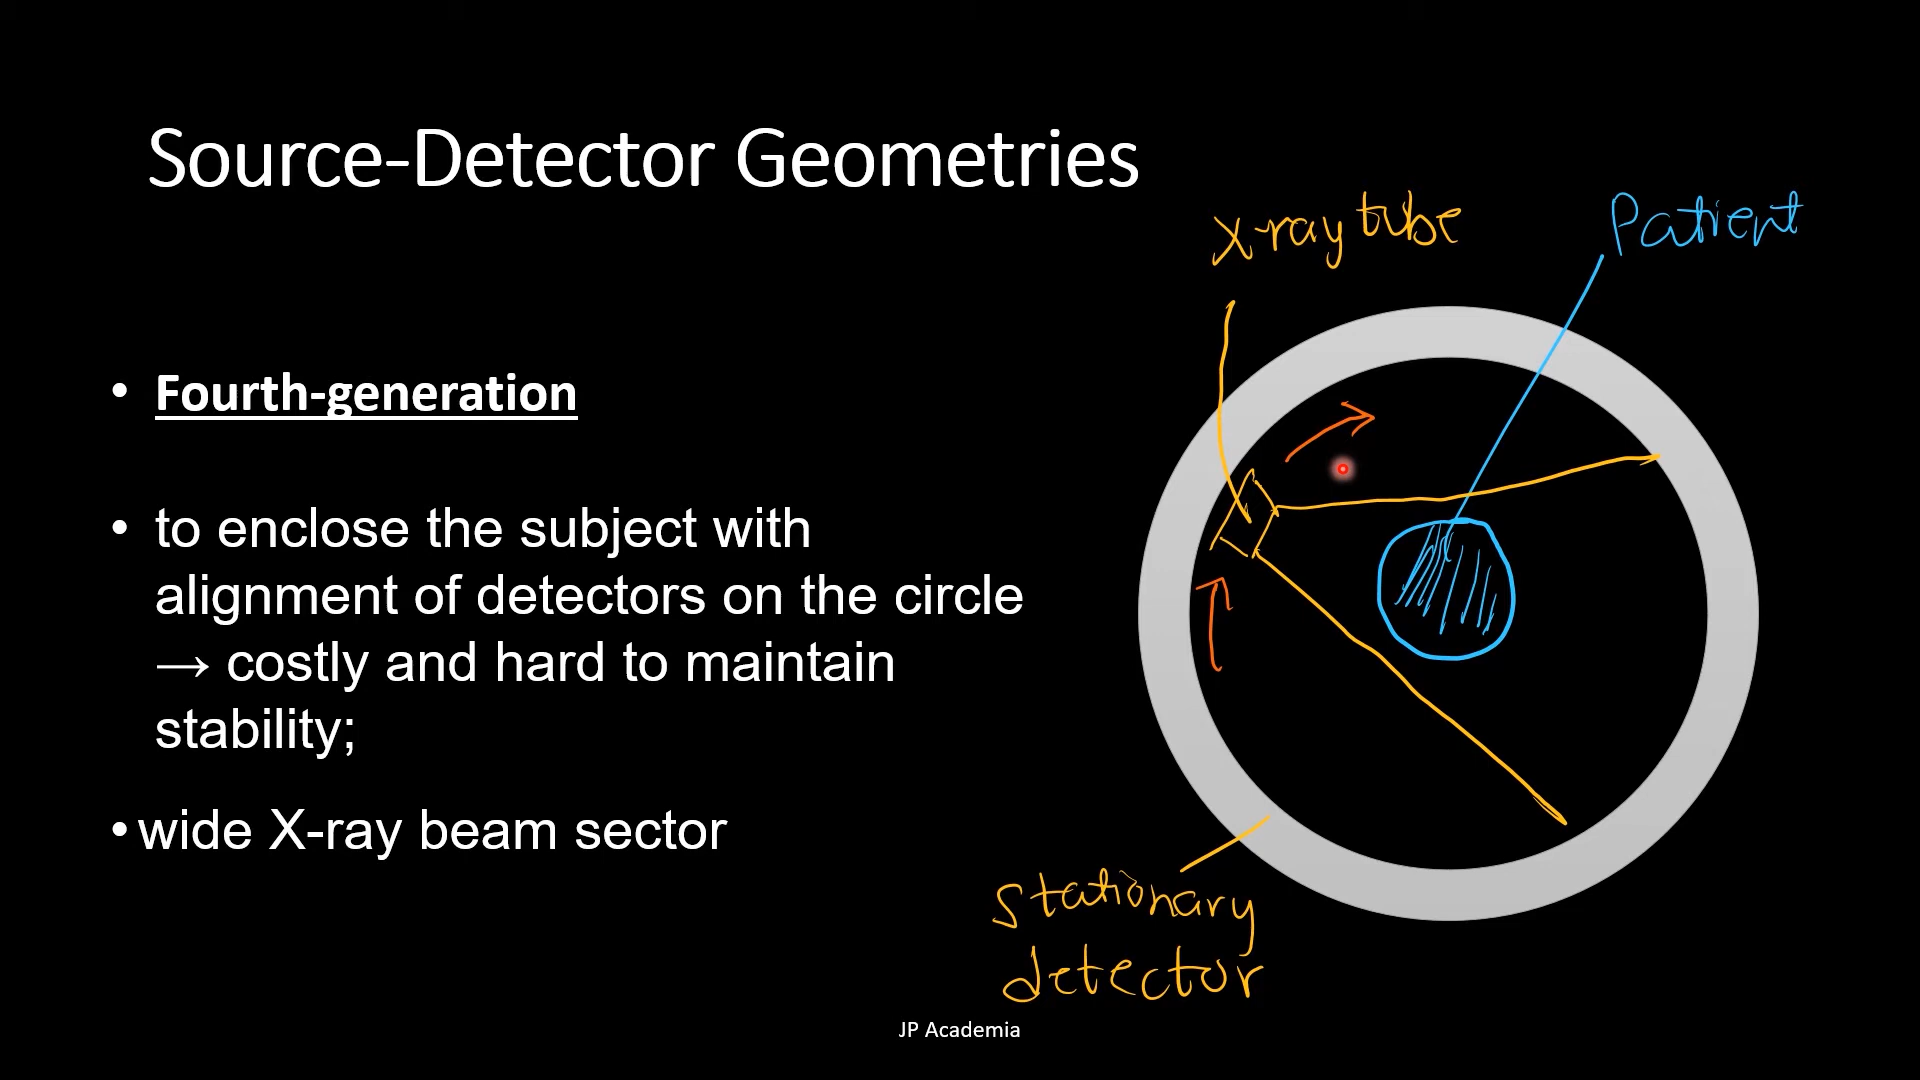 Source-Detector Geometries
x-ray tube
Patient
• Fourth-generation
• to enclose the subject with
alignment of detectors on the circle
→ costly and hard to maintain
stability;
• wide X-ray beam sector
stationary
detector
JP Academia